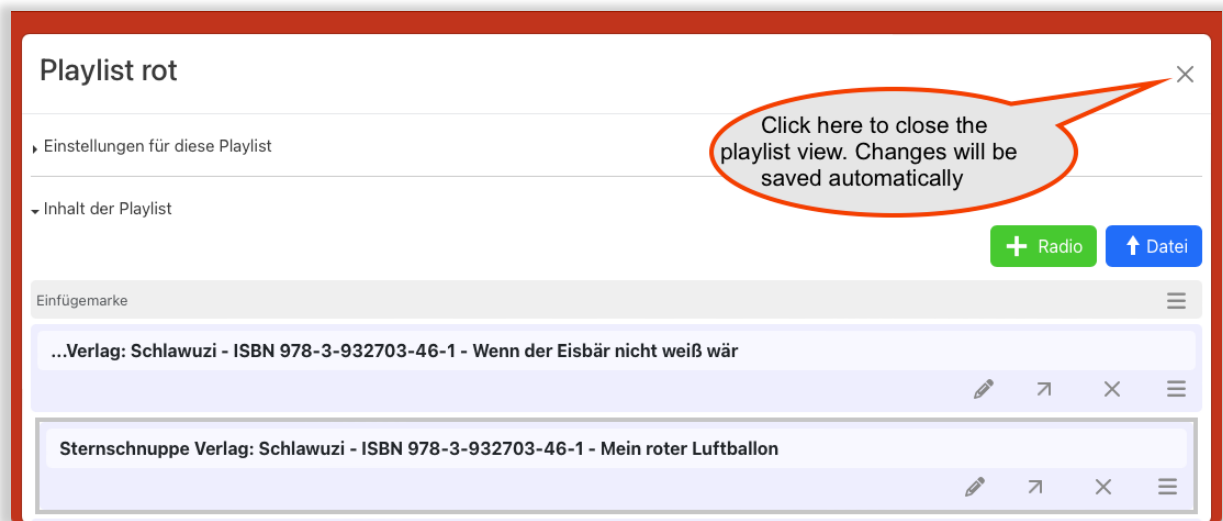 Playlist rot
Click here to close the
playlist view. Changes will be
saved automatically
Einstellungen für diese Playlist
Inhalt der Playlist
Radio
Datei
Einfügemarke
...Verlag: Schlawuzi - ISBN 978-3-932703-46-1 - Wenn der Eisbär nicht weiß wär
Sternschnuppe Verlag: Schlawuzi - ISBN 978-3-932703-46-1 - Mein roter Luftballon